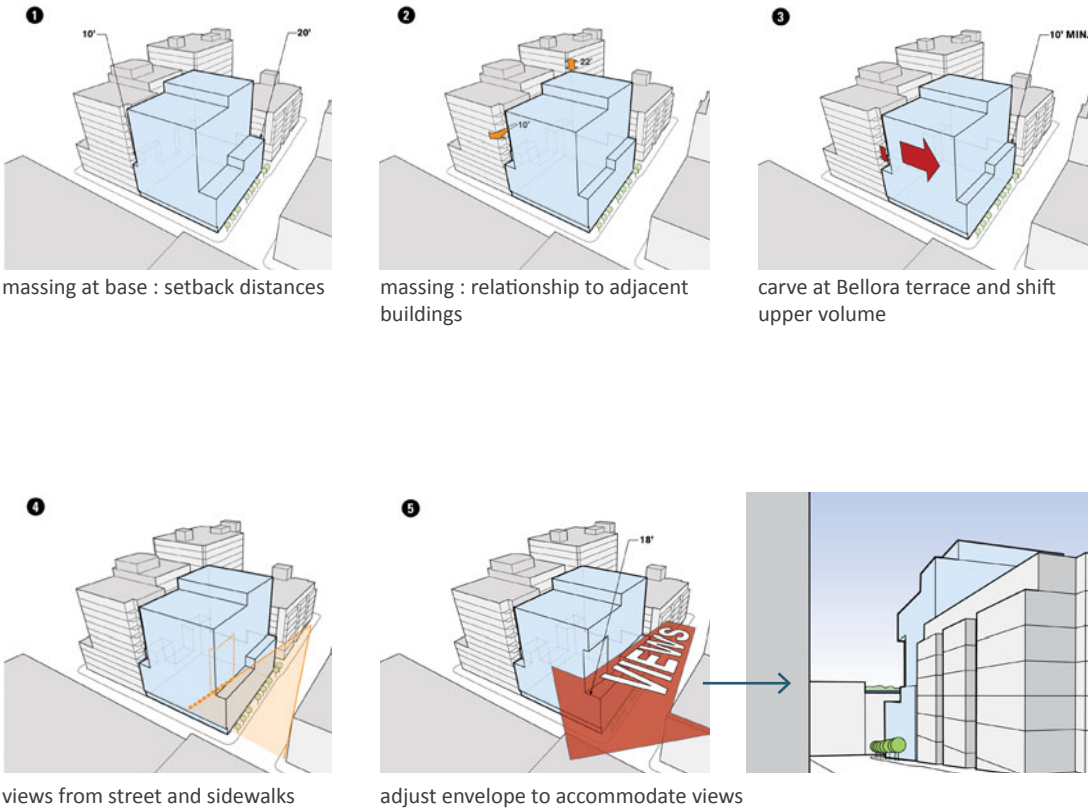 1
10'
20'
massing at base : setback distances
2
22'
10'
massing : relationship to adjacent
buildings
3
10' MIN.
carve at Bellora terrace and shift
upper volume
4
views from street and sidewalks
5
18'
VIEWS
adjust envelope to accommodate views